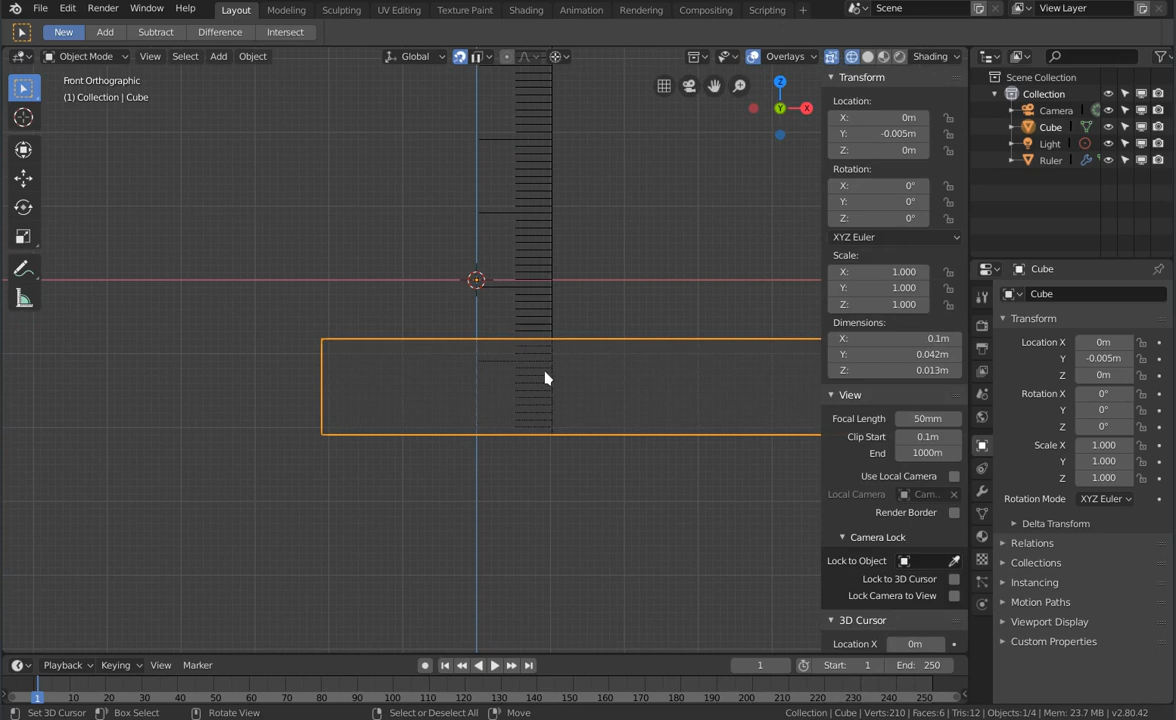 File Edit Render Window Help Layout Modeling Sculpting UV Editing Texture Paint Shading Animation Rendering Compositing Scripting + Scene View Layer
New Add Subtract Difference Intersect
Object Mode View Select Add Object Global Overlays Shading
Front Orthographic
(1) Collection | Cube
Z
Y
X
Transform
Location:
X: 0m
Y: -0.005m
Z: 0m
Rotation:
X: 0°
Y: 0°
Z: 0°
XYZ Euler
Scale:
X: 1.000
Y: 1.000
Z: 1.000
Dimensions:
X: 0.1m
Y: 0.042m
Z: 0.013m
View
Focal Length 50mm
Clip Start 0.1m
End 1000m
Use Local Camera
Local Camera Cam..
Render Border
Camera Lock
Lock to Object
Lock to 3D Cursor
Lock Camera to View
3D Cursor
Location X 0m
Scene Collection
Collection
Camera
Cube
Light
Ruler
Cube
Cube
Transform
Location X 0m
Y -0.005m
Z 0m
Rotation X 0°
Y 0°
Z 0°
Scale X 1.000
Y 1.000
Z 1.000
Rotation Mode XYZ Euler
Delta Transform
Relations
Collections
Instancing
Motion Paths
Viewport Display
Custom Properties
Playback Keying View Marker 1 Start: 1 End: 250
1 10 20 30 40 50 60 70 80 90 100 110 120 130 140 150 160 170 180 190 200 210 220 230 240 250
Set 3D Cursor Box Select Rotate View Select or Deselect All Move Collection | Cube | Verts:210 | Faces:6 | Tris:12 | Objects:1/4 | Mem: 23.7 MB | v2.80.42